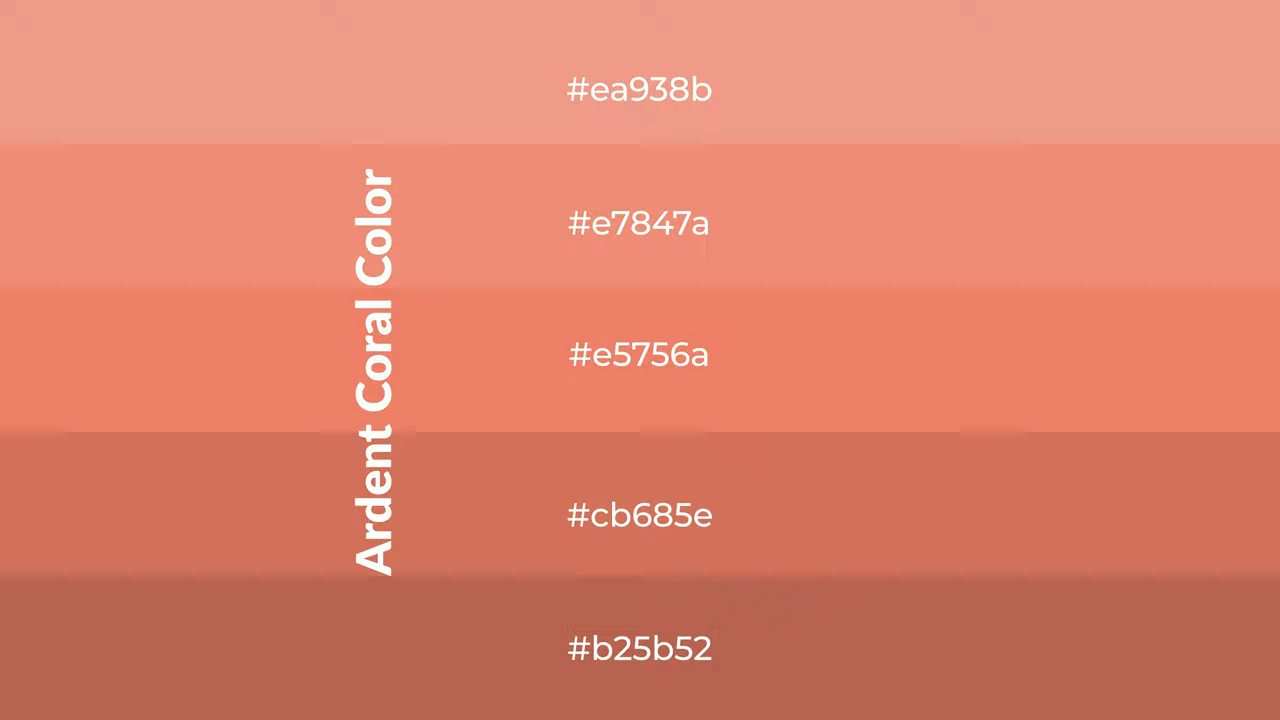 Ardent Coral Color
#ea938b
#e7847a
#e5756a
#cb685e
#b25b52